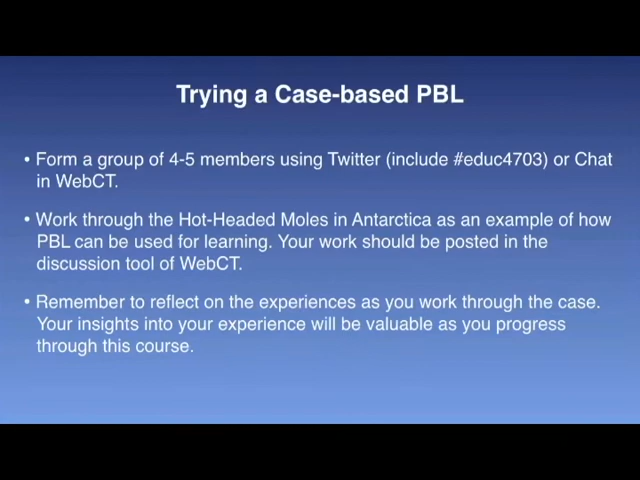 Trying a Case-based PBL
• Form a group of 4-5 members using Twitter (include #educ4703) or Chat
in WebCT.
• Work through the Hot-Headed Moles in Antarctica as an example of how
PBL can be used for learning. Your work should be posted in the
discussion tool of WebCT.
• Remember to reflect on the experiences as you work through the case.
Your insights into your experience will be valuable as you progress
through this course.